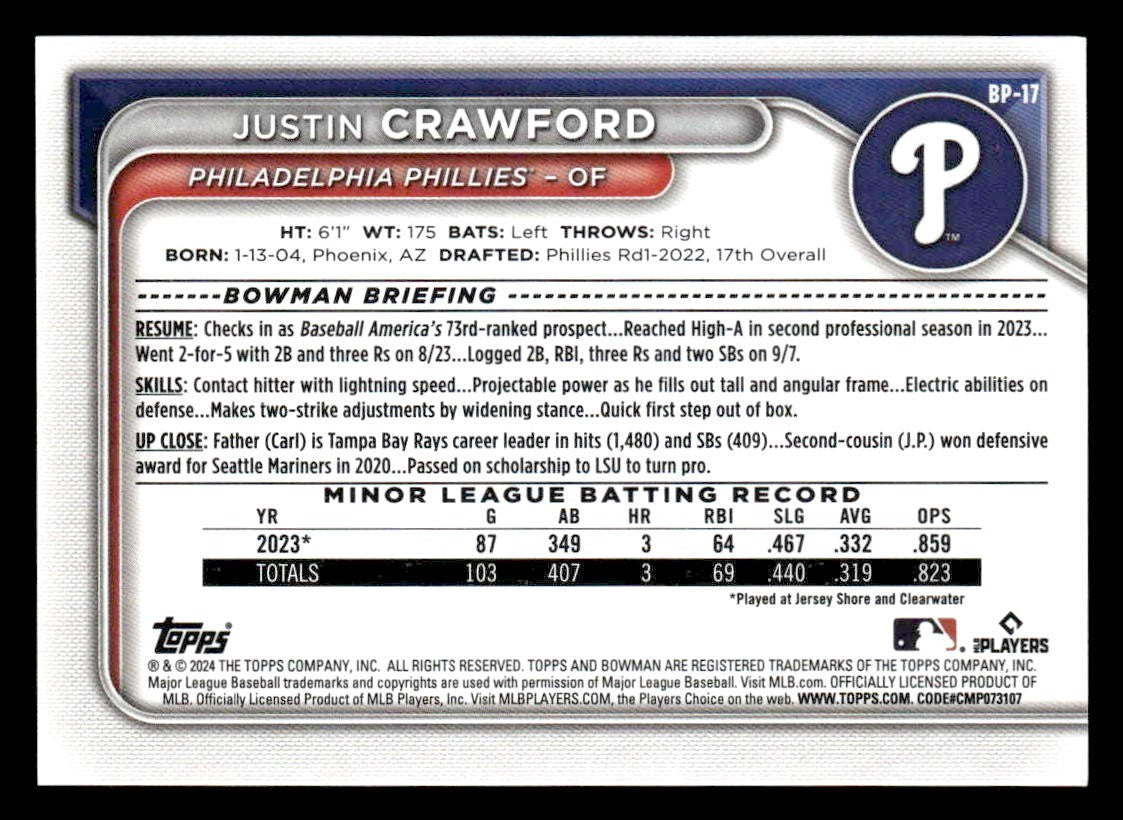 BP-17
JUSTIN CRAWFORD
PHILADELPHIA PHILLIES - OF
P
TM
HT: 6'1" WT: 175 BATS: Left THROWS: Right
BORN: 1-13-04, Phoenix, AZ DRAFTED: Phillies Rd1-2022, 17th Overall
BOWMAN BRIEFING
RESUME: Checks in as Baseball America's 73rd-ranked prospect...Reached High-A in second professional season in 2023...
Went 2-for-5 with 2B and three Rs on 8/23...Logged 2B, RBI, three Rs and two SBs on 9/7.
SKILLS: Contact hitter with lightning speed...Projectable power as he fills out tall and angular frame...Electric abilities on
defense...Makes two-strike adjustments by widening stance...Quick first step out of box.
UP CLOSE: Father (Carl) is Tampa Bay Rays career leader in hits (1,480) and SBs (409)...Second-cousin (J.P.) won defensive
award for Seattle Mariners in 2020...Passed on scholarship to LSU to turn pro.
MINOR LEAGUE BATTING RECORD
YR G AB HR RBI SLG AVG OPS
2023* 87 349 3 64 .467 .332 .859
TOTALS 103 407 3 69 .440 .319 .823
*Played at Jersey Shore and Clearwater
Topps
MLB PLAYERS
® & © 2024 THE TOPPS COMPANY, INC. ALL RIGHTS RESERVED. TOPPS AND BOWMAN ARE REGISTERED TRADEMARKS OF THE TOPPS COMPANY, INC.
Major League Baseball trademarks and copyrights are used with permission of Major League Baseball. Visit MLB.com. OFFICIALLY LICENSED PRODUCT OF
MLB. Officially Licensed Product of MLB Players, Inc. Visit MLBPLAYERS.COM, the Players Choice on the web. WWW.TOPPS.COM. CODE#CMP073107